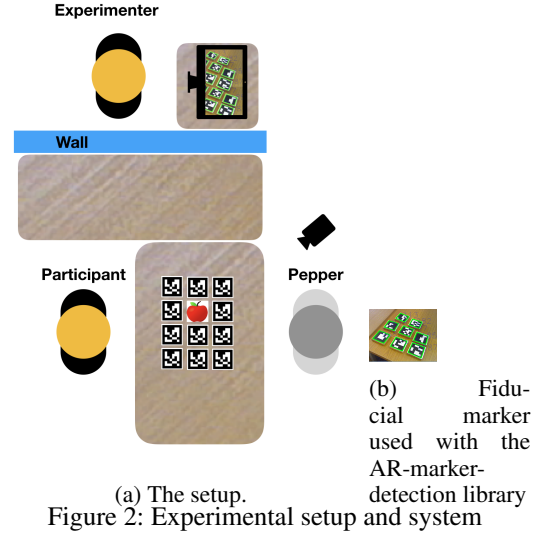 Experimenter
Wall
Participant
Pepper
(a) The setup.
(b) Fidu-
cial marker
used with the
AR-marker-
detection library
Figure 2: Experimental setup and system